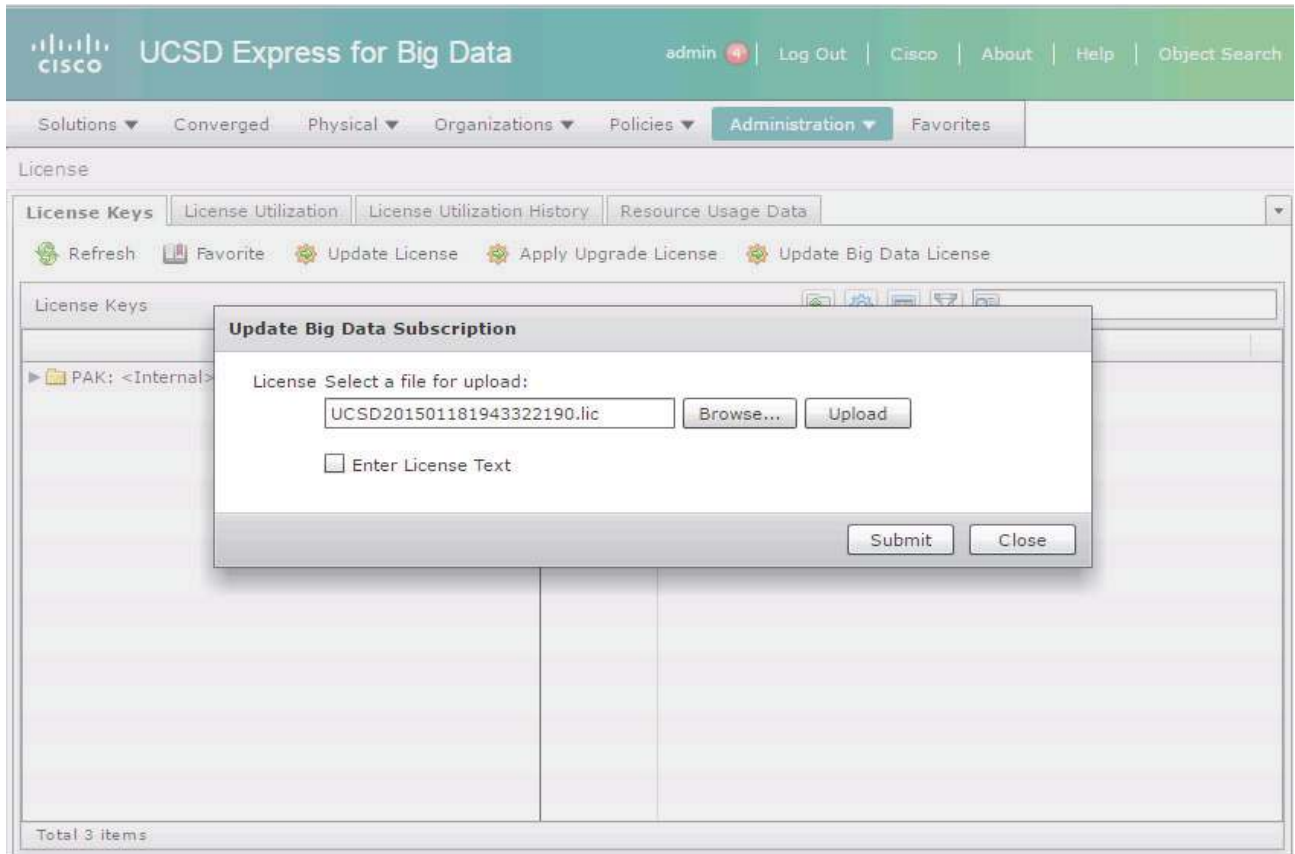 CISCO UCSD Express for Big Data admin 4 | Log Out | Cisco | About | Help | Object Search
Solutions Converged Physical Organizations Policies Administration Favorites
License
License Keys License Utilization License Utilization History Resource Usage Data
Refresh Favorite Update License Apply Upgrade License Update Big Data License
License Keys
Update Big Data Subscription
PAK: <Internal>
License Select a file for upload:
UCSD201501181943322190.lic Browse... Upload
Enter License Text
Submit Close
Total 3 items